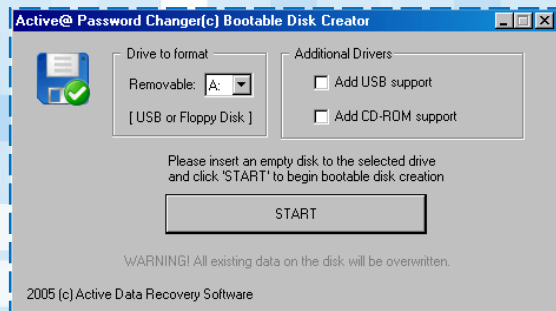 Active@ Password Changer(c) Bootable Disk Creator
Drive to format
Removable: A:
[ USB or Floppy Disk ]
Additional Drivers
Add USB support
Add CD-ROM support
Please insert an empty disk to the selected drive
and click 'START' to begin bootable disk creation
START
WARNING! All existing data on the disk will be overwritten.
2005 (c) Active Data Recovery Software